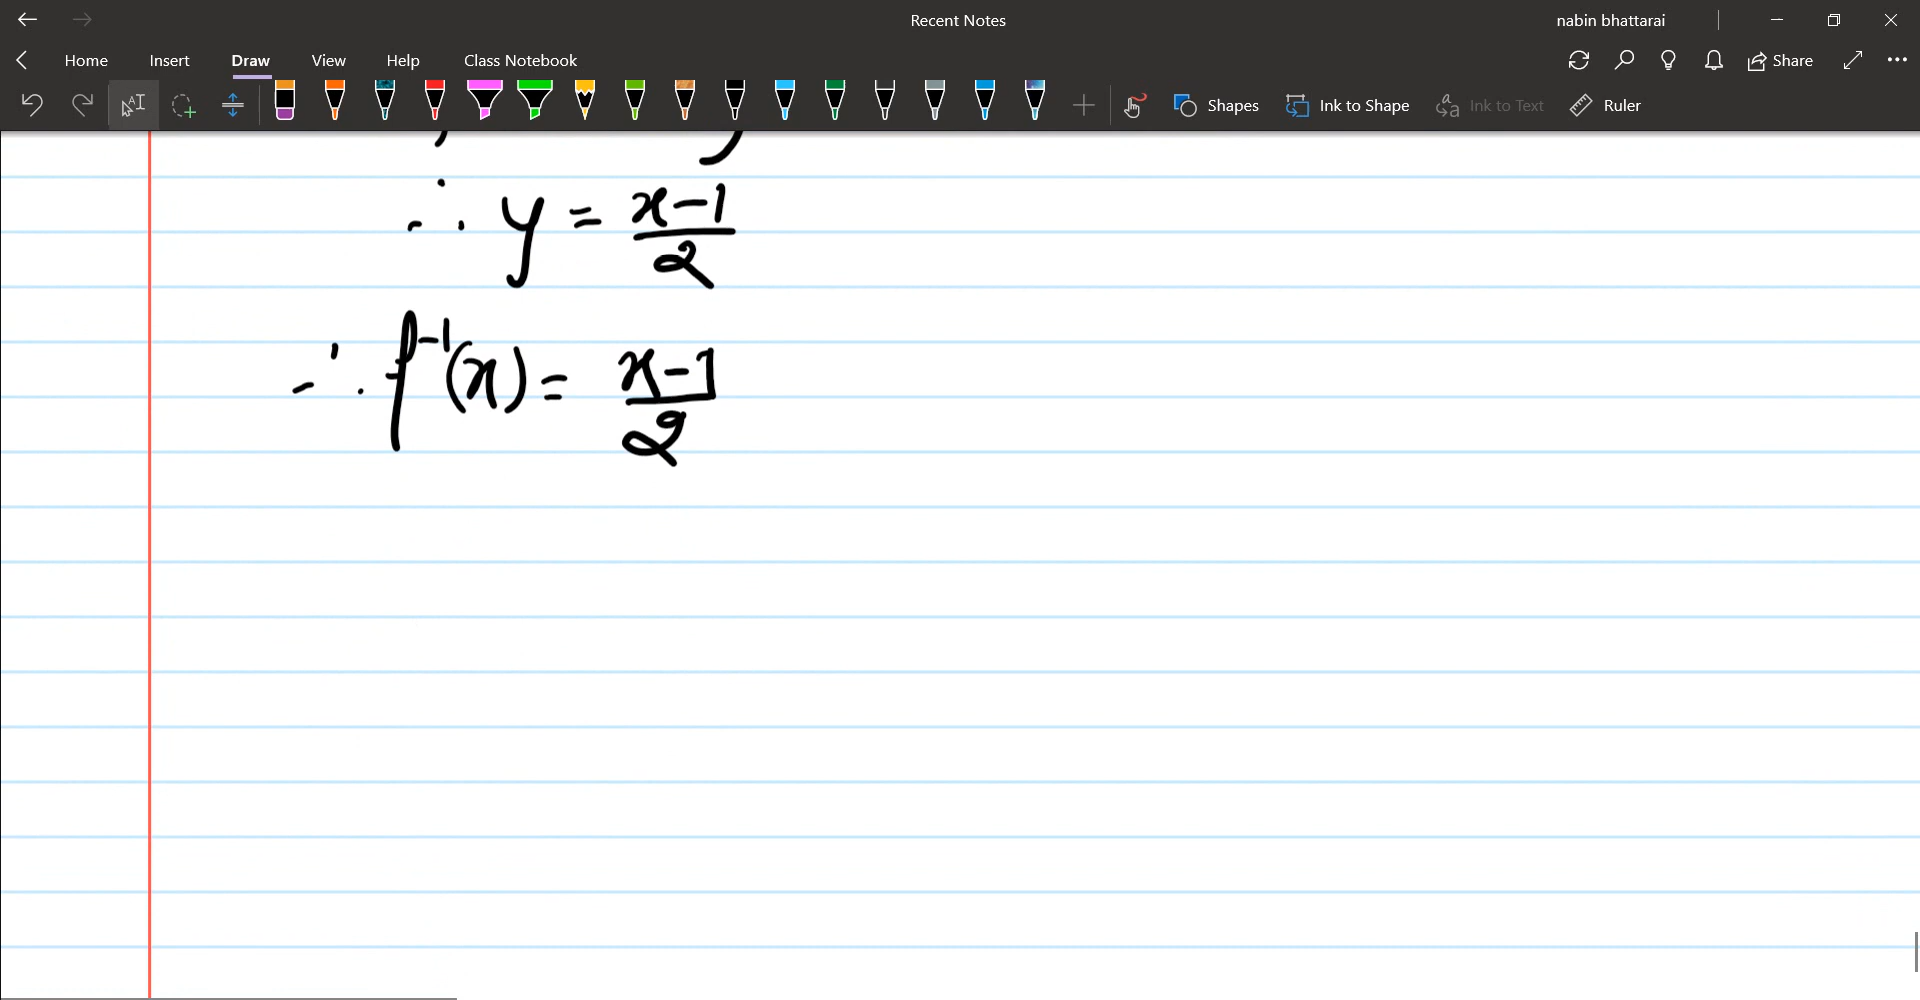 Recent Notes
nabin bhattarai
Home Insert Draw View Help Class Notebook
Share
Shapes Ink to Shape Ink to Text Ruler
∴ y = (x-1)/2
∴ f⁻¹(x) = (x-1)/2